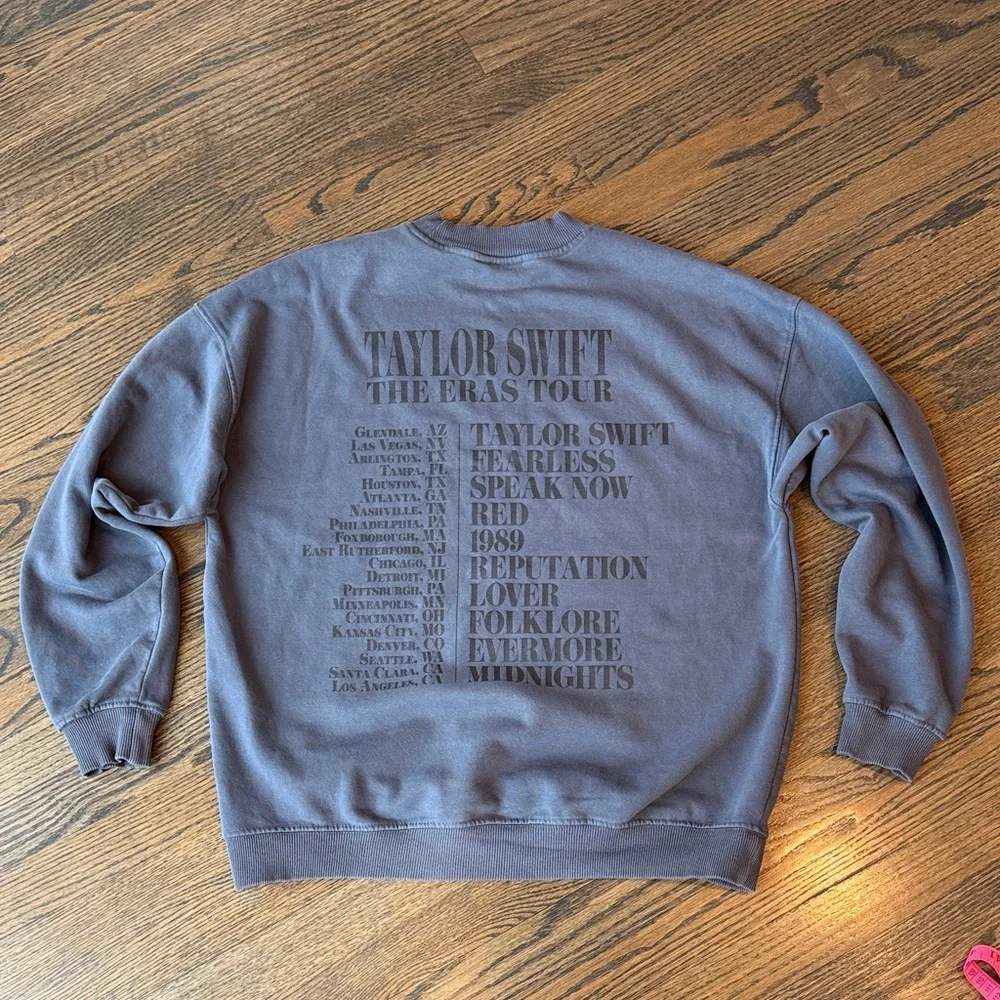 TAYLOR SWIFT
THE ERAS TOUR
GLENDALE, AZ
LAS VEGAS, NV
ARLINGTON, TX
TAMPA, FL
HOUSTON, TX
ATLANTA, GA
NASHVILLE, TN
PHILADELPHIA, PA
FOXBOROUGH, MA
EAST RUTHERFORD, NJ
CHICAGO, IL
DETROIT, MI
PITTSBURGH, PA
MINNEAPOLIS, MN
CINCINNATI, OH
KANSAS CITY, MO
DENVER, CO
SEATTLE, WA
SANTA CLARA, CA
LOS ANGELES, CA
TAYLOR SWIFT
FEARLESS
SPEAK NOW
RED
1989
REPUTATION
LOVER
FOLKLORE
EVERMORE
MIDNIGHTS